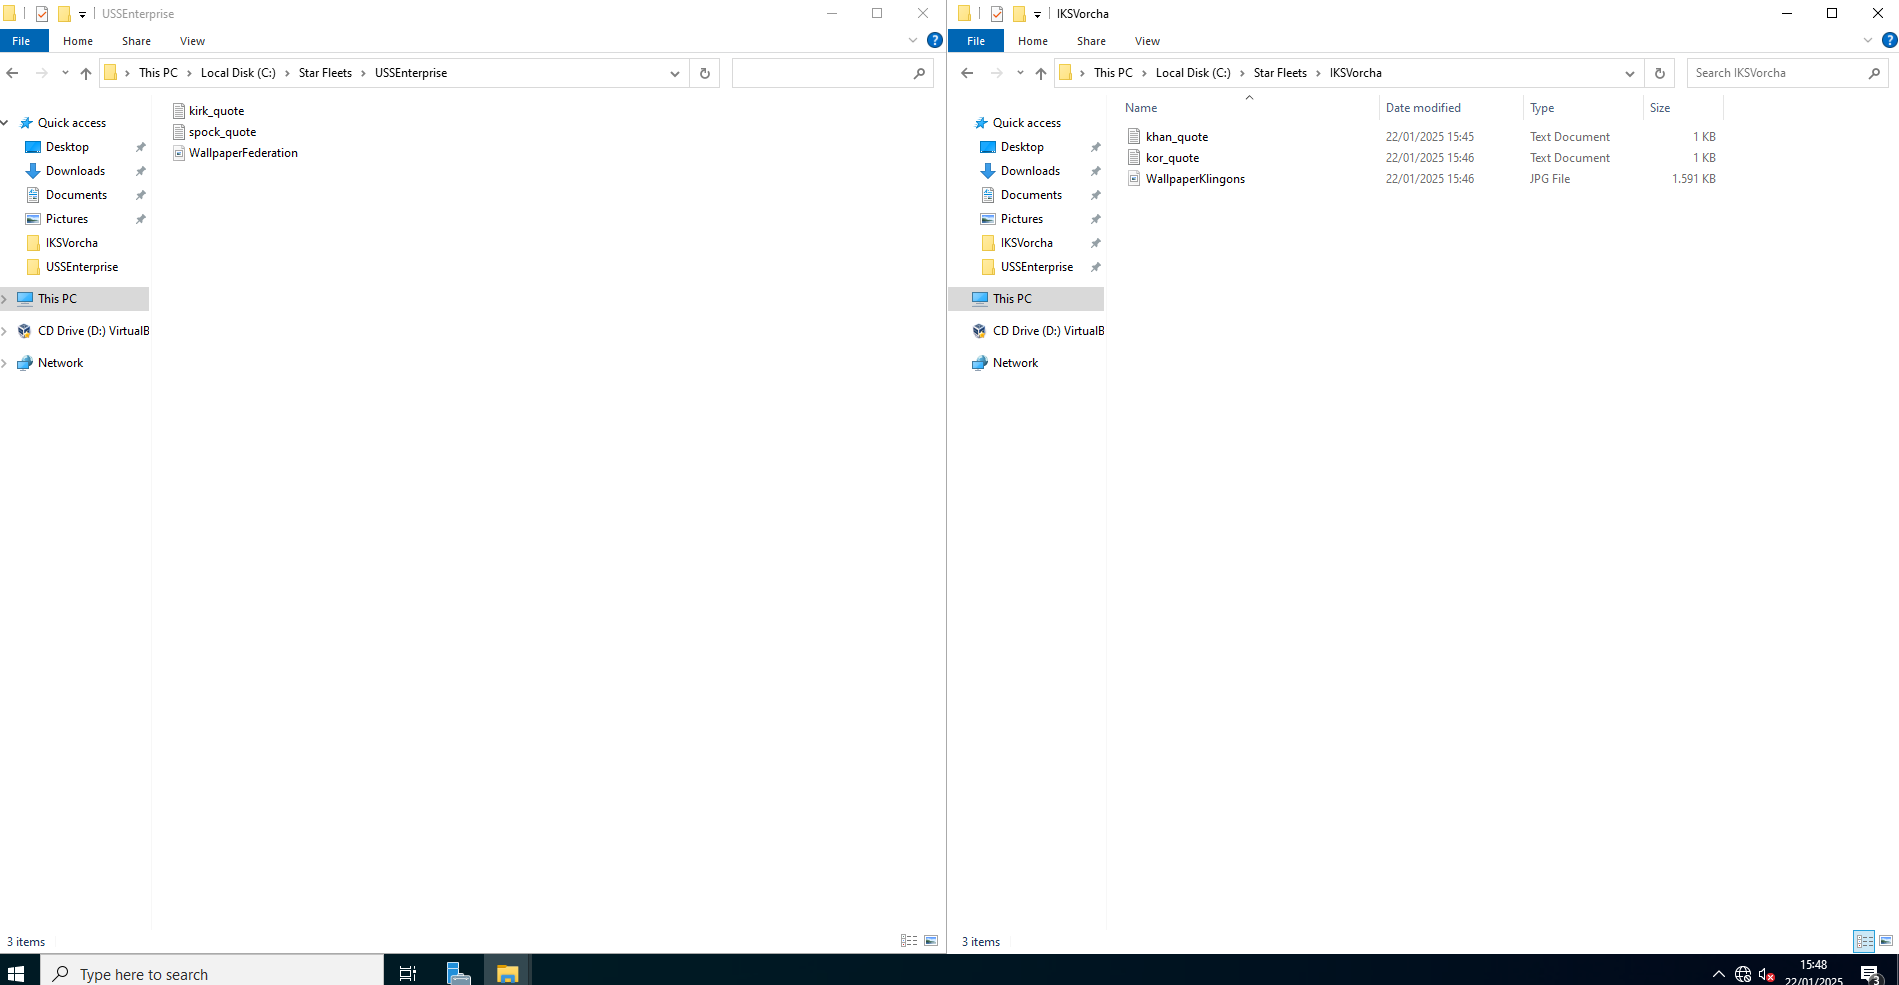 USSEnterprise
File Home Share View
This PC Local Disk (C:) Star Fleets USSEnterprise
Quick access
Desktop
Downloads
Documents
Pictures
IKSVorcha
USSEnterprise
This PC
CD Drive (D:) VirtualB
Network
kirk_quote
spock_quote
WallpaperFederation
3 items
IKSVorcha
File Home Share View
This PC Local Disk (C:) Star Fleets IKSVorcha
Search IKSVorcha
Quick access
Desktop
Downloads
Documents
Pictures
IKSVorcha
USSEnterprise
This PC
CD Drive (D:) VirtualB
Network
Name Date modified Type Size
khan_quote 22/01/2025 15:45 Text Document 1 KB
kor_quote 22/01/2025 15:46 Text Document 1 KB
WallpaperKlingons 22/01/2025 15:46 JPG File 1.591 KB
3 items
Type here to search
15:48
22/01/2025
3